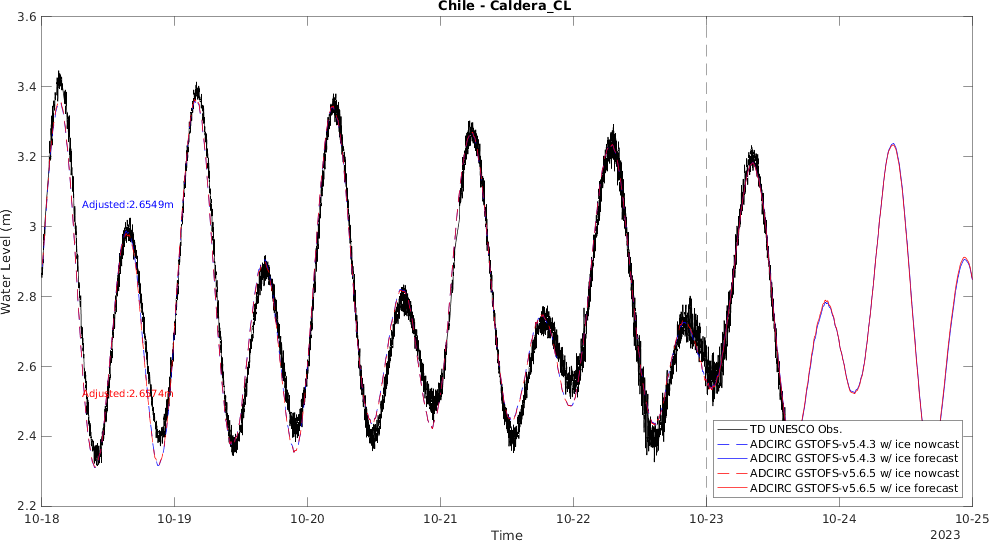 Chile - Caldera_CL
3.6
3.4
3.2
3
2.8
2.6
2.4
2.2
Water Level (m)
Adjusted:2.6549m
Adjusted:2.6574m
TD UNESCO Obs.
ADCIRC GSTOFS-v5.4.3 w/ ice nowcast
ADCIRC GSTOFS-v5.4.3 w/ ice forecast
ADCIRC GSTOFS-v5.6.5 w/ ice nowcast
ADCIRC GSTOFS-v5.6.5 w/ ice forecast
10-18 10-19 10-20 10-21 10-22 10-23 10-24 10-25
Time
2023